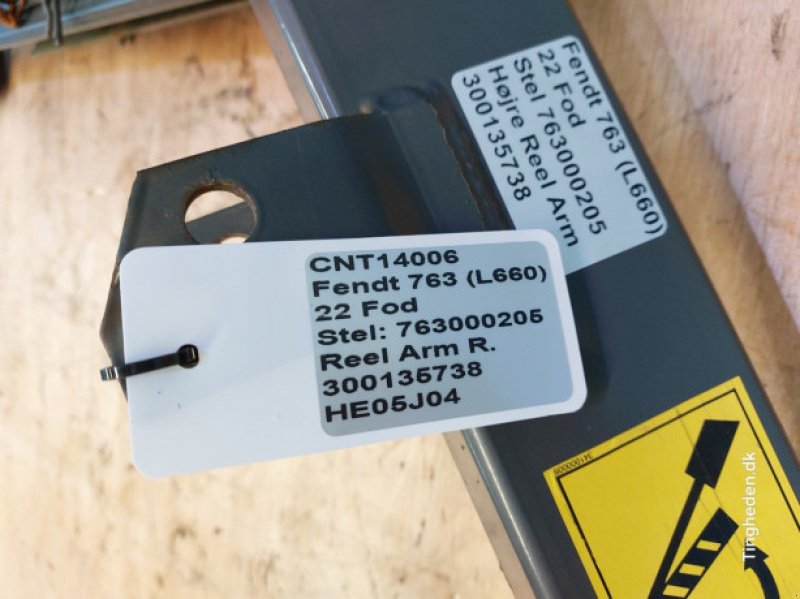 Fendt 763 (L660)
22 Fod
Stel 763000205
Højre Reel Arm
300135738
CNT14006
Fendt 763 (L660)
22 Fod
Stel: 763000205
Reel Arm R.
300135738
HE05J04
Tingheden.dk